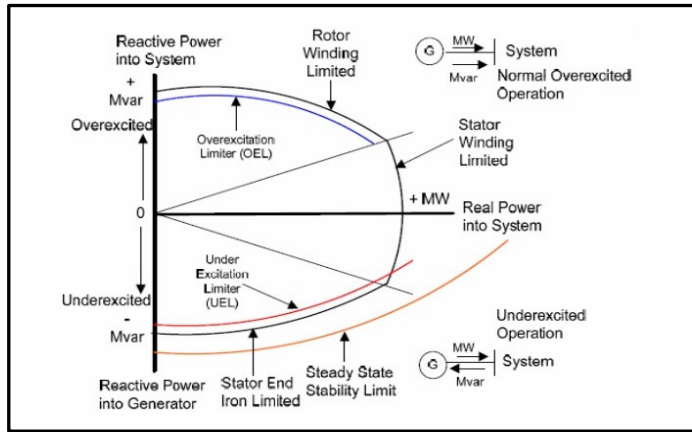 Reactive Power
into System
+
Mvar
Overexcited
0
Underexcited
-
Mvar
Reactive Power
into Generator
Rotor
Winding
Limited
Overexcitation
Limiter (OEL)
G
MW
Mvar
System
Normal Overexcited
Operation
Stator
Winding
Limited
+ MW
Real Power
into System
Under
Excitation
Limiter
(UEL)
Stator End
Iron Limited
Steady State
Stability Limit
Underexcited
Operation
G
MW
Mvar
System